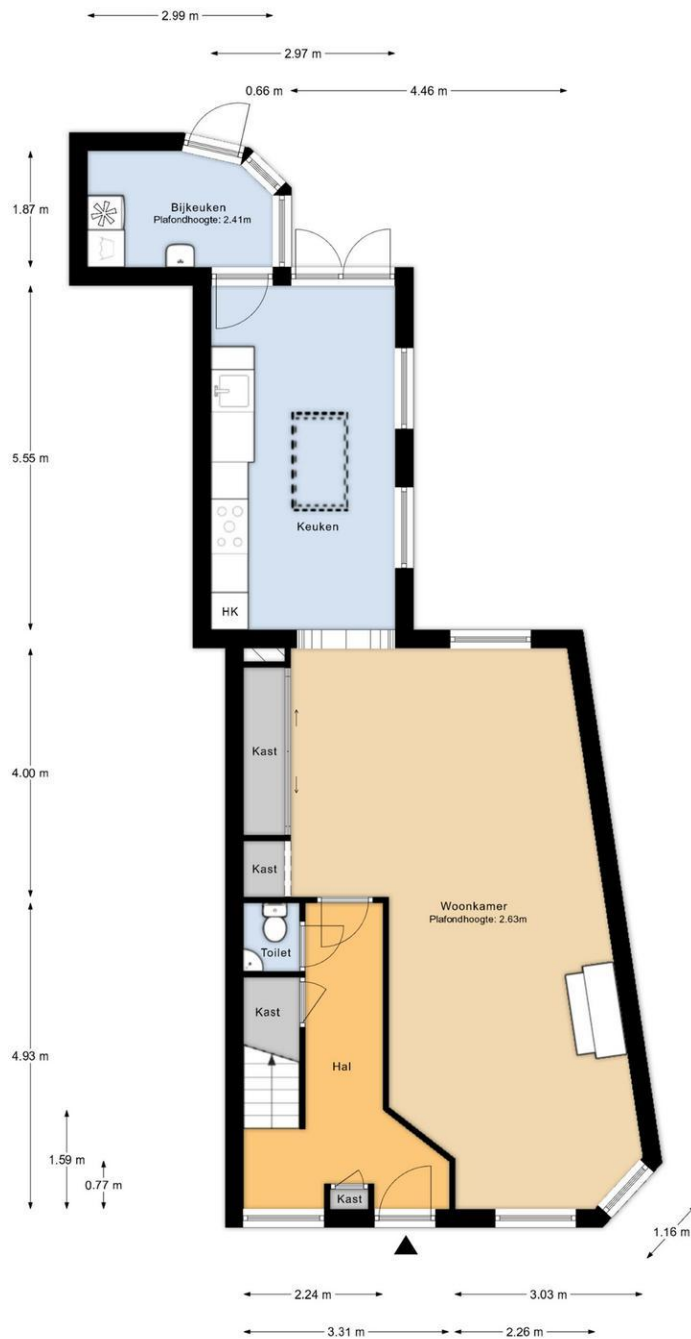 2.99 m
2.97 m
0.66 m
4.46 m
1.87 m
Bijkeuken
Plafondhoogte: 2.41m
5.55 m
Keuken
HK
Kast
4.00 m
Kast
Woonkamer
Plafondhoogte: 2.63m
Toilet
Kast
4.93 m
Hal
1.59 m
0.77 m
Kast
1.16 m
2.24 m
3.03 m
3.31 m
2.26 m